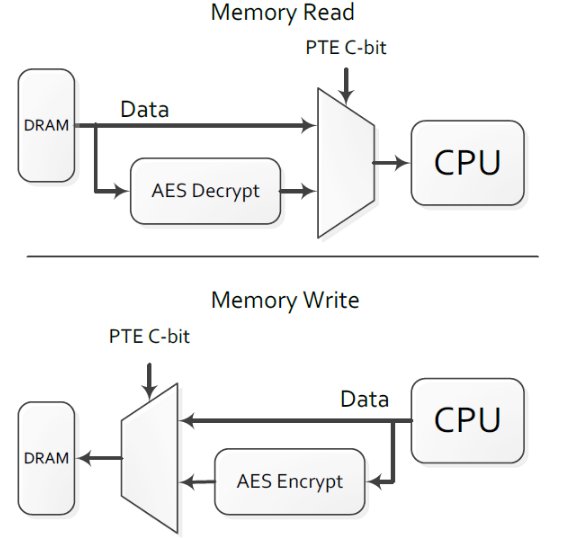 Memory Read
PTE C-bit
Data
DRAM
CPU
AES Decrypt
Memory Write
PTE C-bit
Data
CPU
DRAM
AES Encrypt